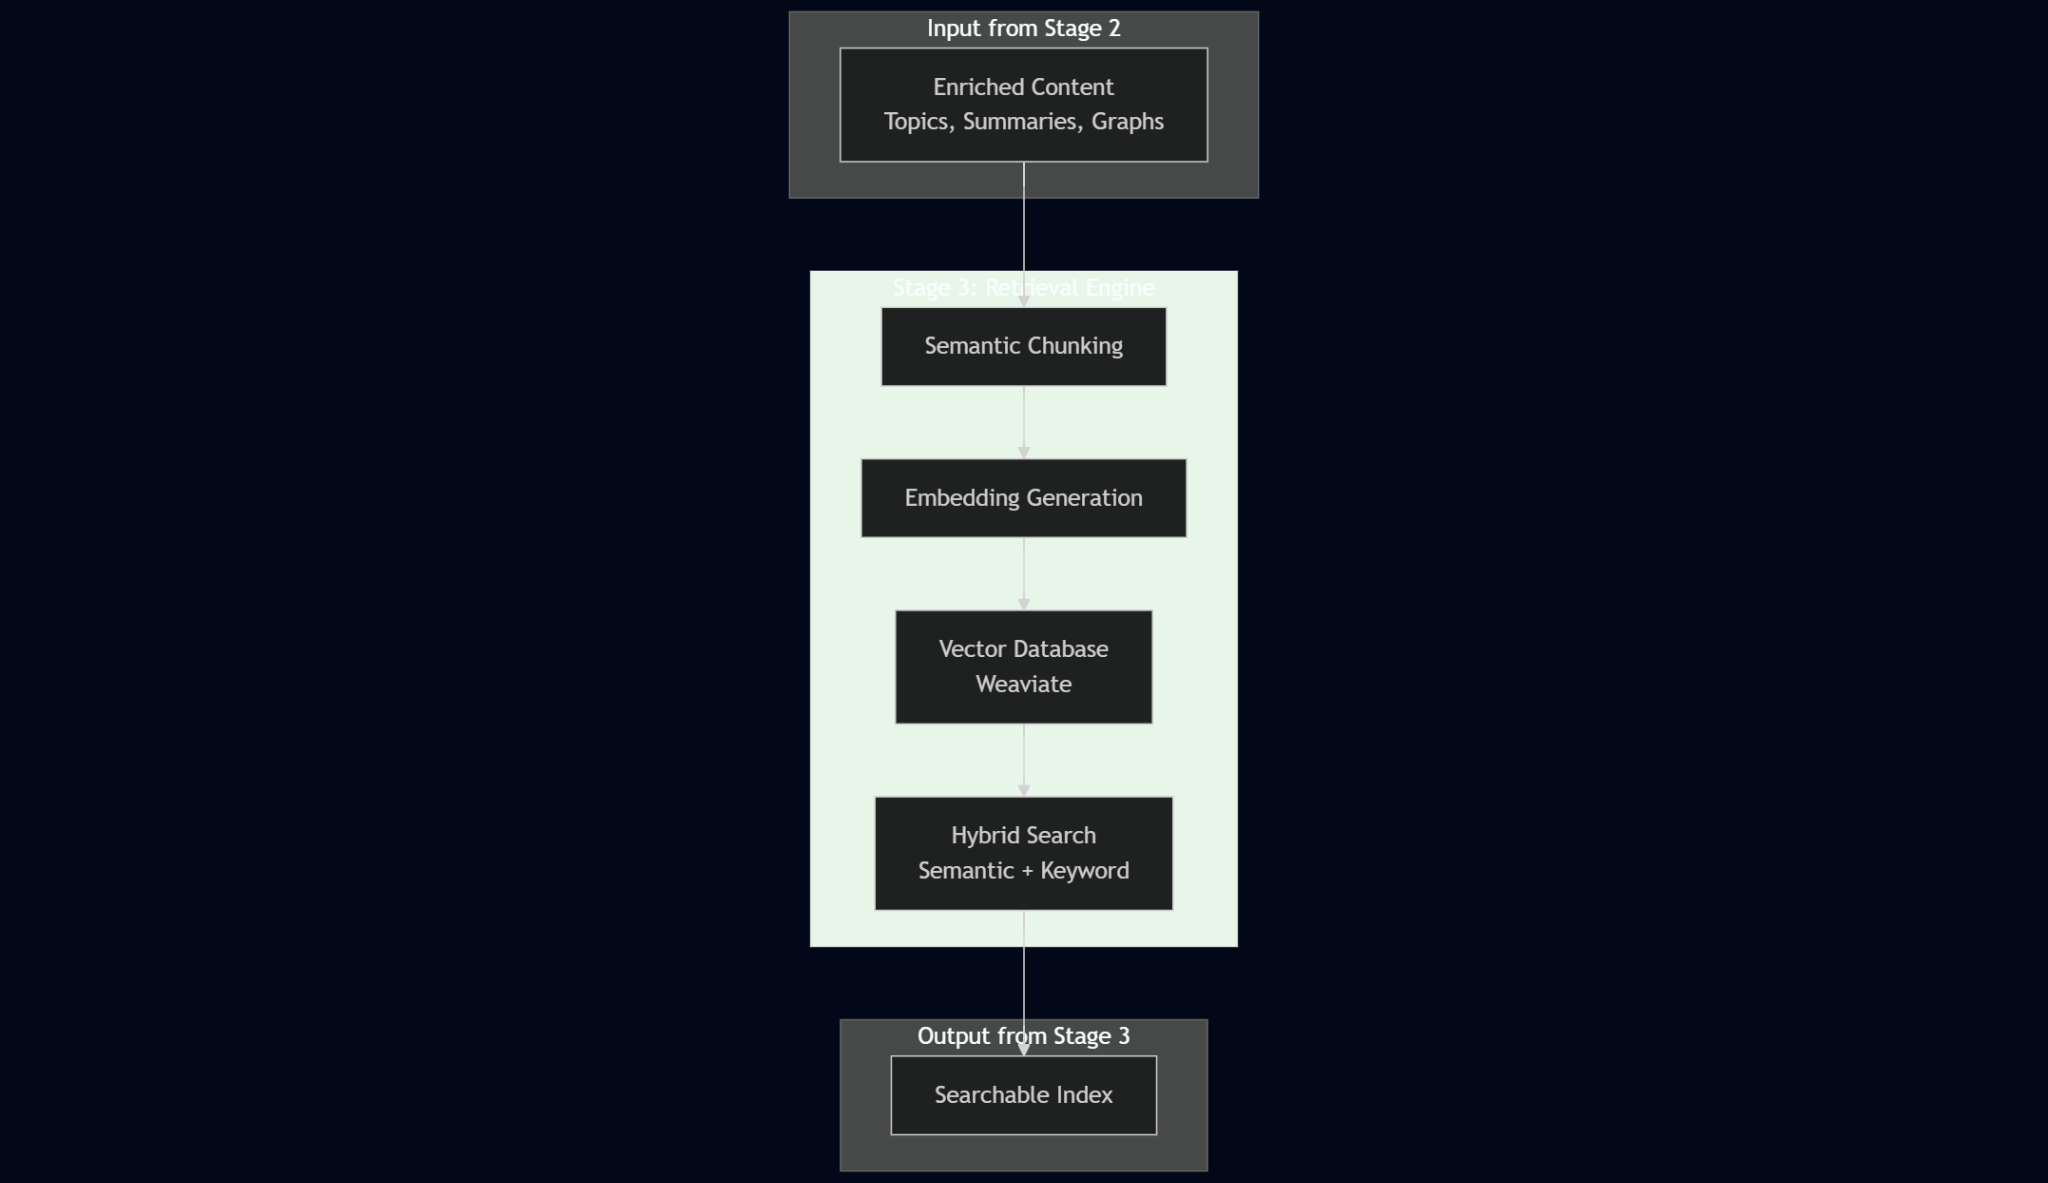 Input from Stage 2
Enriched Content
Topics, Summaries, Graphs
Stage 3: Retrieval Engine
Semantic Chunking
Embedding Generation
Vector Database
Weaviate
Hybrid Search
Semantic + Keyword
Output from Stage 3
Searchable Index